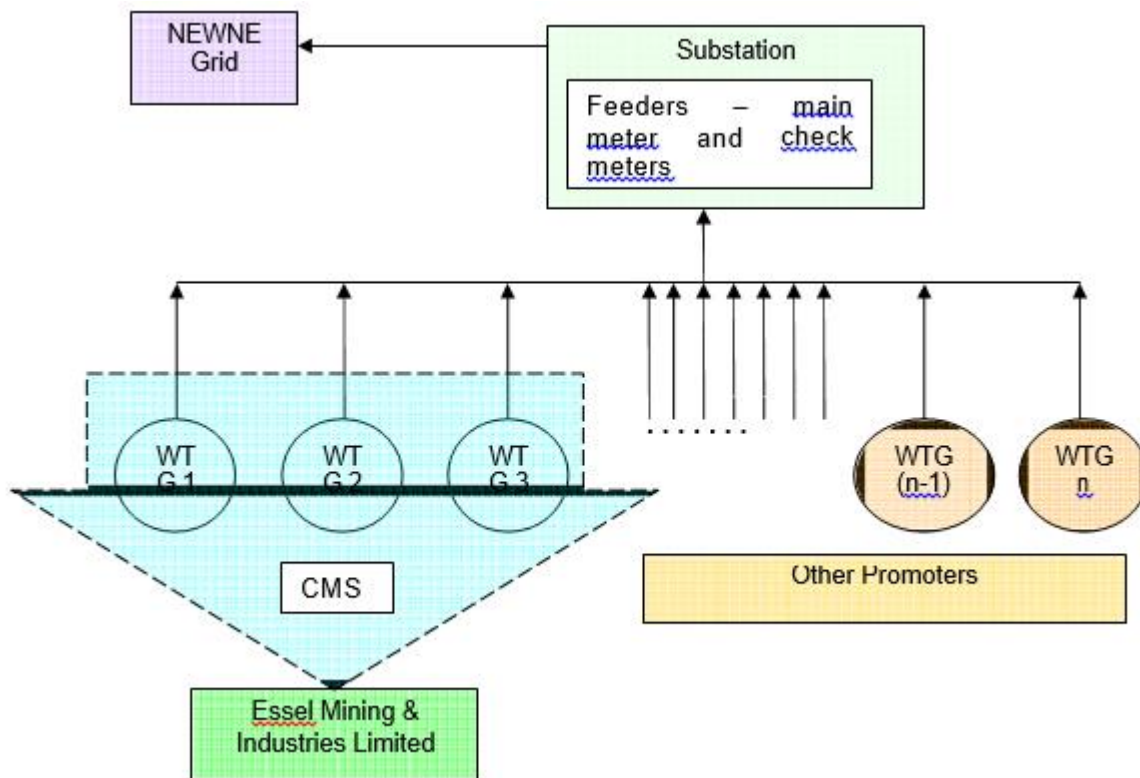 NEWNE
Grid
Substation
Feeders – main
meter and check
meters
WT
G 1
WT
G 2
WT
G 3
. . . . . . .
WTG
(n-1)
WTG
n
CMS
Other Promoters
Essel Mining &
Industries Limited